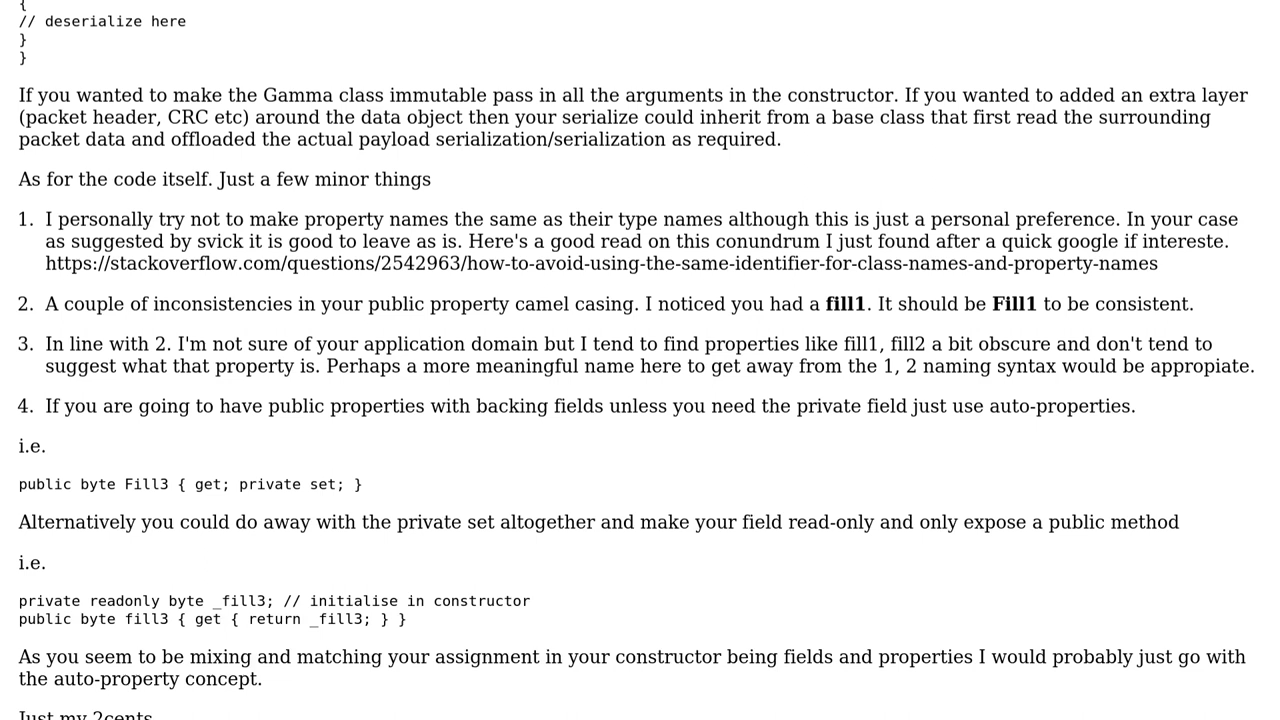 {
// deserialize here
}
}
If you wanted to make the Gamma class immutable pass in all the arguments in the constructor. If you wanted to added an extra layer
(packet header, CRC etc) around the data object then your serialize could inherit from a base class that first read the surrounding
packet data and offloaded the actual payload serialization/serialization as required.
As for the code itself. Just a few minor things
1. I personally try not to make property names the same as their type names although this is just a personal preference. In your case
as suggested by svick it is good to leave as is. Here's a good read on this conundrum I just found after a quick google if intereste.
https://stackoverflow.com/questions/2542963/how-to-avoid-using-the-same-identifier-for-class-names-and-property-names
2. A couple of inconsistencies in your public property camel casing. I noticed you had a fill1. It should be Fill1 to be consistent.
3. In line with 2. I'm not sure of your application domain but I tend to find properties like fill1, fill2 a bit obscure and don't tend to
suggest what that property is. Perhaps a more meaningful name here to get away from the 1, 2 naming syntax would be appropiate.
4. If you are going to have public properties with backing fields unless you need the private field just use auto-properties.
i.e.
public byte Fill3 { get; private set; }
Alternatively you could do away with the private set altogether and make your field read-only and only expose a public method
i.e.
private readonly byte _fill3; // initialise in constructor
public byte fill3 { get { return _fill3; } }
As you seem to be mixing and matching your assignment in your constructor being fields and properties I would probably just go with
the auto-property concept.
Just my 2cents